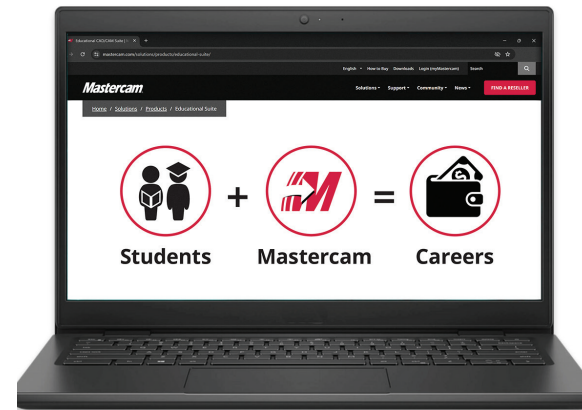 Educational CAD/CAM Suite |
mastercam.com/solutions/products/educational-suite/
English How to Buy Downloads Login (myMastercam) Search
Mastercam
Solutions Support Community News FIND A RESELLER
Home / Solutions / Products / Educational Suite
+ =
Students Mastercam Careers